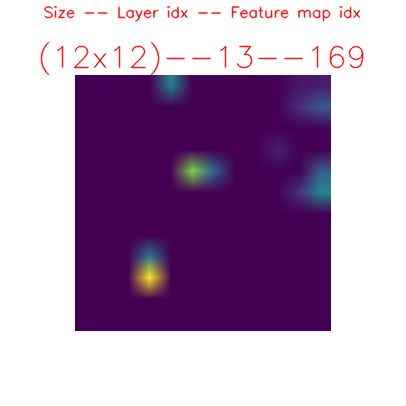 Size -- Layer idx -- Feature map idx
(12x12)--13--169